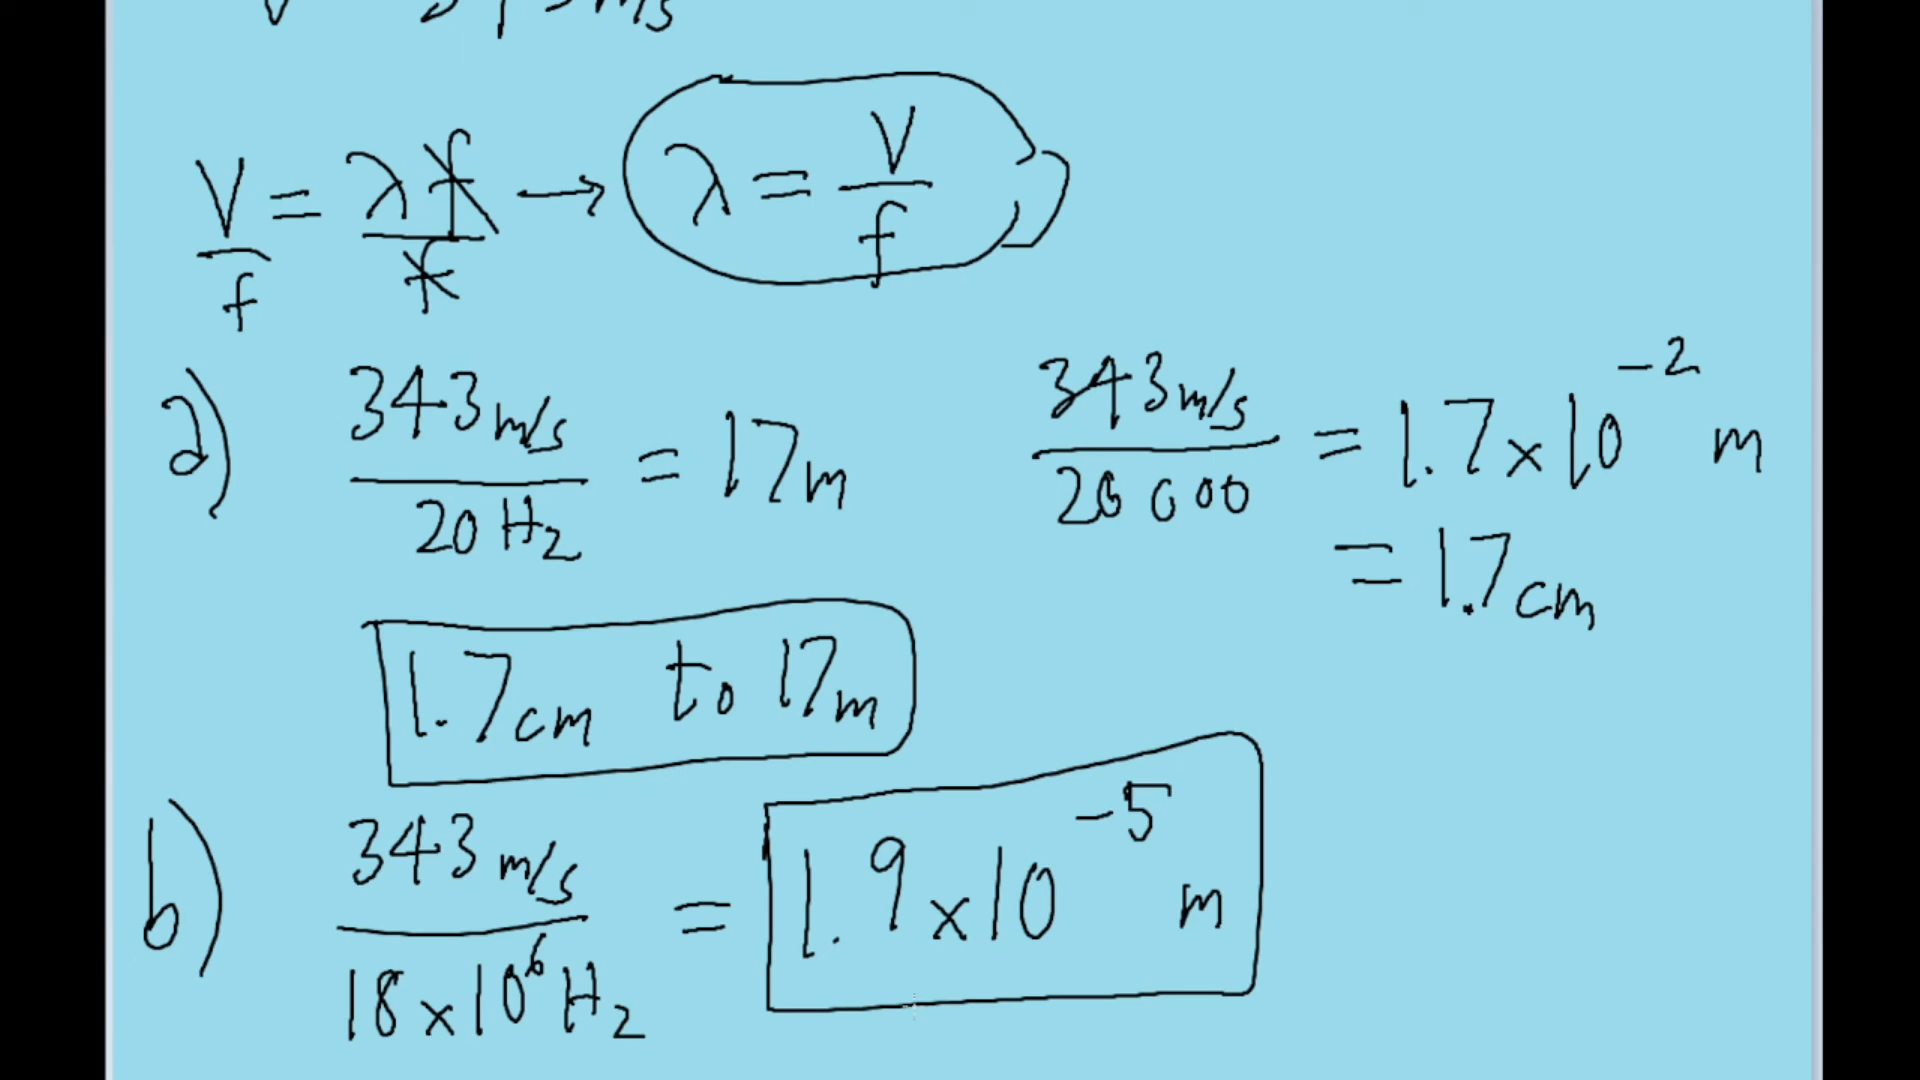 V/f = λf/f → λ = V/f
a) 343 m/s / 20 Hz = 17 m
343 m/s / 20 000 = 1.7 × 10^-2 m
= 1.7 cm
1.7 cm to 17 m
b) 343 m/s / 18 × 10^6 Hz = 1.9 × 10^-5 m